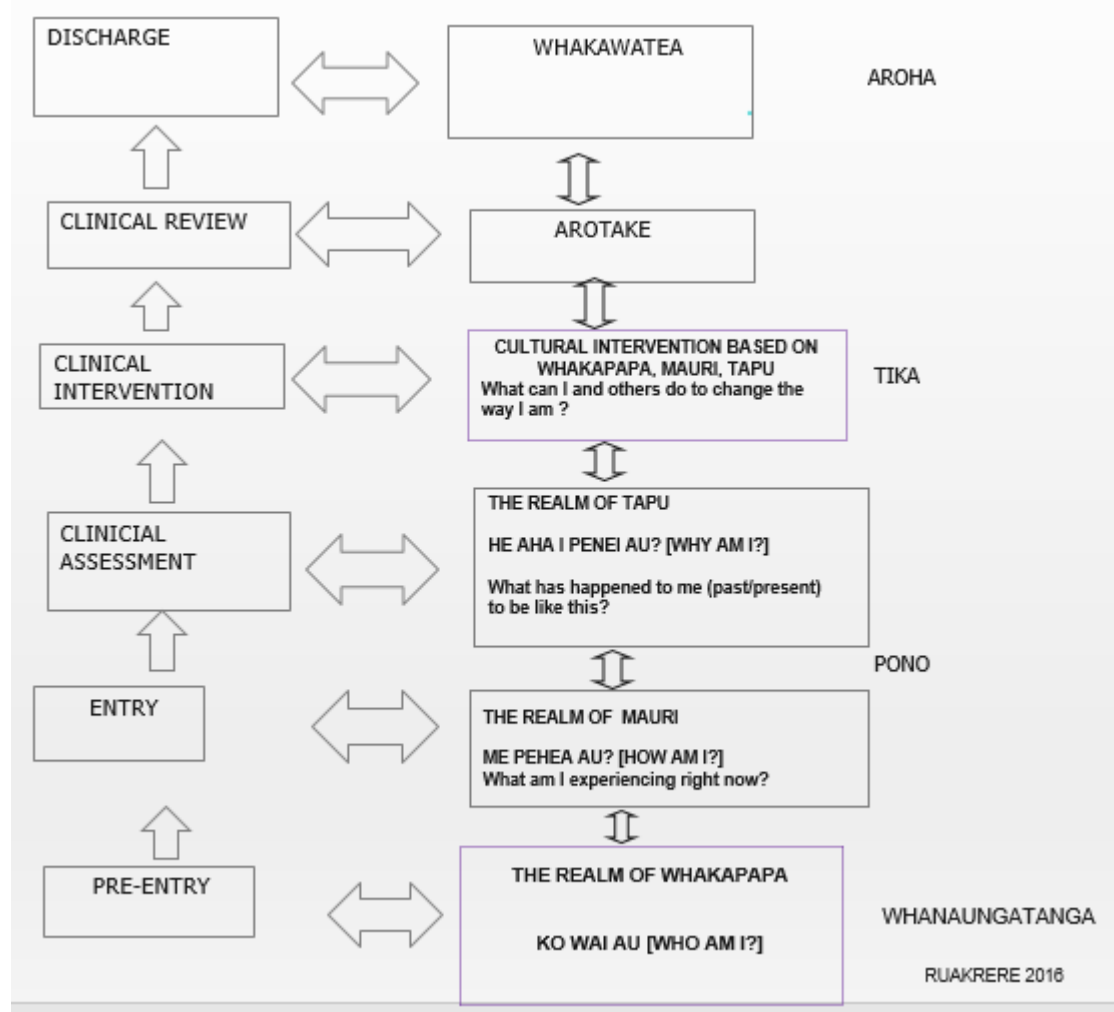 DISCHARGE
WHAKAWATEA
AROHA
CLINICAL REVIEW
AROTAKE
CLINICAL
INTERVENTION
CULTURAL INTERVENTION BASED ON
WHAKAPAPA, MAURI, TAPU
What can I and others do to change the
way I am ?
TIKA
CLINICIAL
ASSESSMENT
THE REALM OF TAPU
HE AHA I PENEI AU? [WHY AM I?]
What has happened to me (past/present)
to be like this?
PONO
ENTRY
THE REALM OF MAURI
ME PEHEA AU? [HOW AM I?]
What am I experiencing right now?
PRE-ENTRY
THE REALM OF WHAKAPAPA
KO WAI AU [WHO AM I?]
WHANAUNGATANGA
RUAKRERE 2016